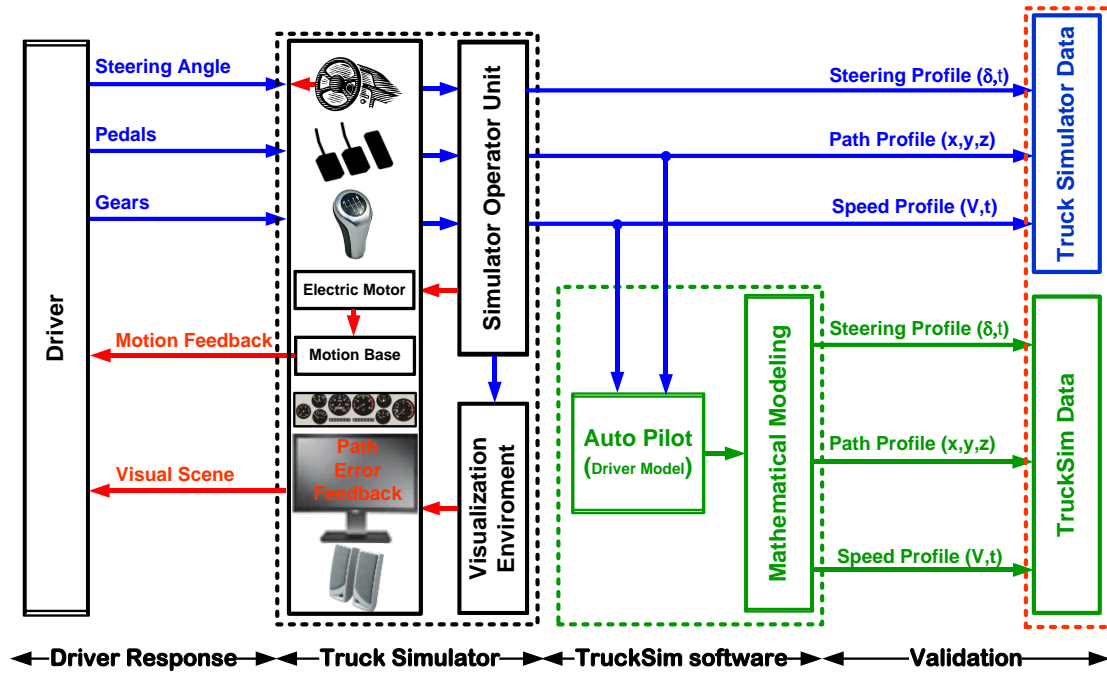 Driver
Steering Angle
Pedals
Gears
Motion Feedback
Visual Scene
Electric Motor
Motion Base
Path
Error
Feedback
Simulator Operator Unit
Visualization
Enviroment
Auto Pilot
(Driver Model)
Mathematical Modeling
Steering Profile (δ,t)
Path Profile (x,y,z)
Speed Profile (V,t)
Steering Profile (δ,t)
Path Profile (x,y,z)
Speed Profile (V,t)
Truck Simulator Data
TruckSim Data
Driver Response
Truck Simulator
TruckSim software
Validation